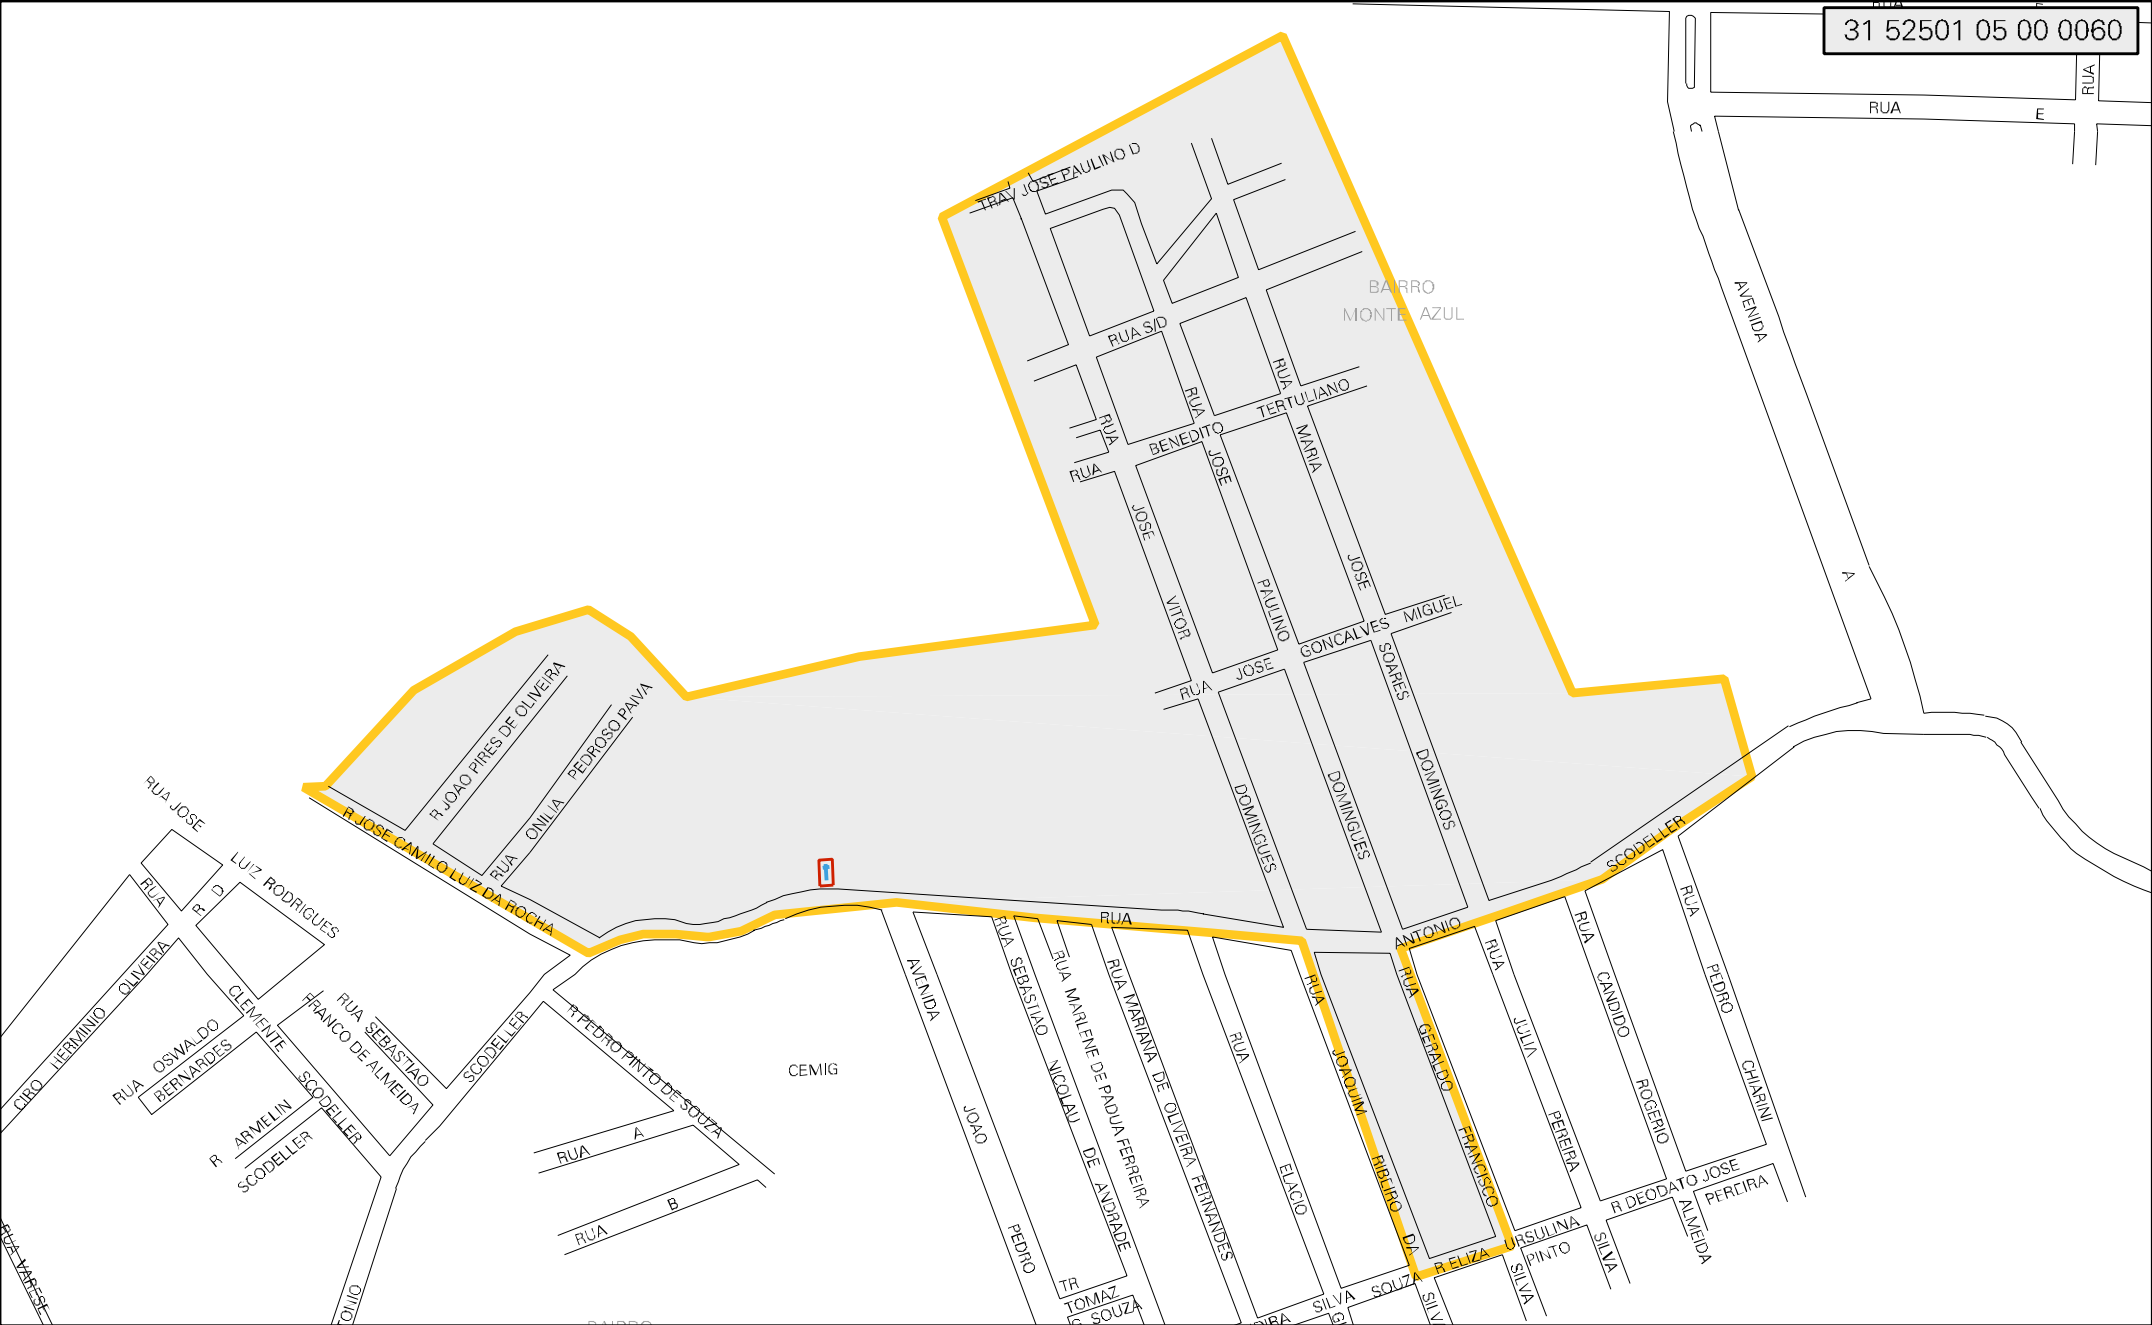 RUA
31 52501 05 00 0060
RUA
RUA E
C
TRAV JOSE PAULINO D
BAIRRO
MONTE AZUL
AVENIDA A
RUA S/D
RUA BENEDITO TERTULIANO
RUA JOSE VITOR DOMINGUES
RUA JOSE PAULINO DOMINGUES
RUA MARIA JOSE SOARES DOMINGOS
RUA JOSE GONCALVES MIGUEL
R JOAO PIRES DE OLIVEIRA
RUA ONILIA PEDROSO PAIVA
R JOSE CAMILO LUIZ DA ROCHA
RUA JOSE LUIZ RODRIGUES
RUA
R D
CIRO HERMINIO OLIVEIRA
CLEMENTE SCODELLER
RUA OSWALDO
BERNARDES
RUA SEBASTIAO
FRANCO DE ALMEIDA
R ARMELIN
SCODELLER
SCODELLER
R PEDRO PINTO DE SOUZA
RUA A
RUA B
CEMIG
RUA ANTONIO SCODELLER
AVENIDA JOAO PEDRO
RUA SEBASTIAO NICOLAU DE ANDRADE
RUA MARLENE DE PADUA FERREIRA
RUA MARIANA DE OLIVEIRA FERNANDES
RUA ELACIO
RUA JOAQUIM RIBEIRO DA SILVA
RUA GERALDO FRANCISCO SILVA
RUA JULIA PEREIRA SILVA
RUA CANDIDO ROGERIO ALMEIDA
RUA PEDRO CHIARINI
R DEODATO JOSE
PEREIRA
R ELIZA URSULINA
PINTO
SILVA SOUZA
TR
TOMAZ
SOUZA
RUA VARESE
ONIO
BAIRRO